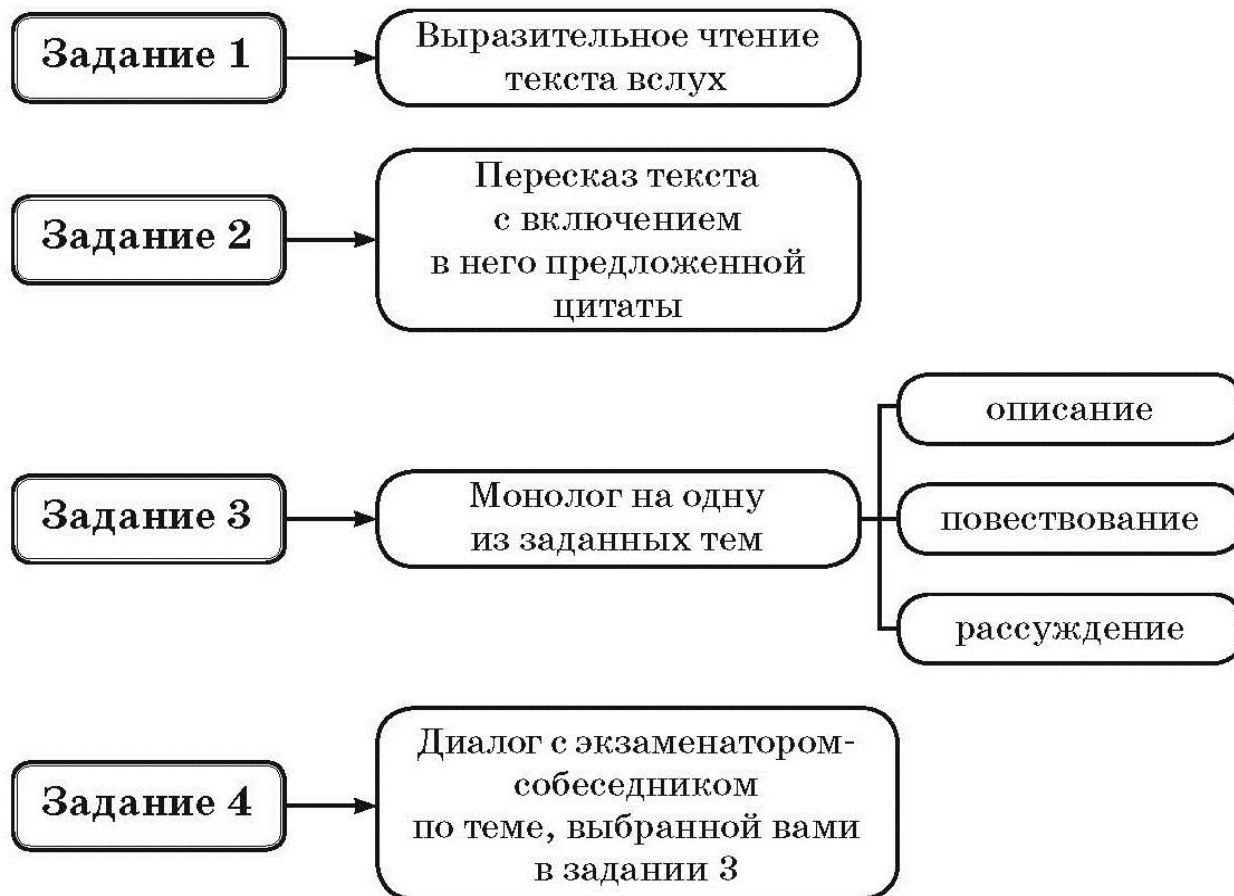 Задание 1
Выразительное чтение
текста вслух
Задание 2
Пересказ текста
с включением
в него предложенной
цитаты
Задание 3
Монолог на одну
из заданных тем
описание
повествование
рассуждение
Задание 4
Диалог с экзаменатором-
собеседником
по теме, выбранной вами
в задании 3